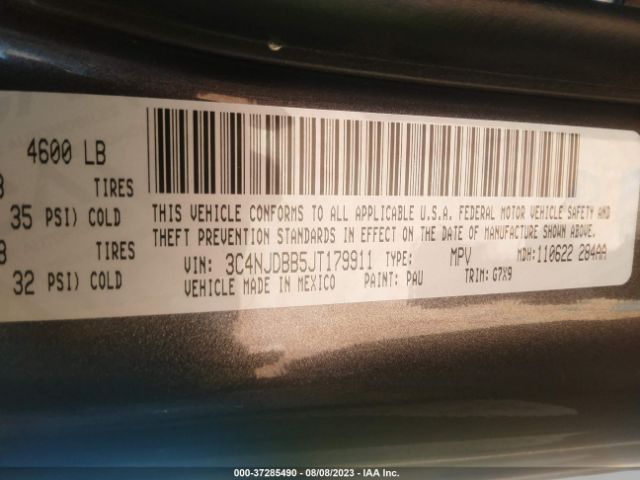 4600 LB
TIRES
35 PSI) COLD
TIRES
32 PSI) COLD
THIS VEHICLE CONFORMS TO ALL APPLICABLE U.S.A. FEDERAL MOTOR VEHICLE SAFETY AND
THEFT PREVENTION STANDARDS IN EFFECT ON THE DATE OF MANUFACTURE SHOWN ABOVE.
VIN: 3C4NJDBB5JT179911 TYPE: MPV MDH:110622 284AA
VEHICLE MADE IN MEXICO PAINT: PAU TRIM: G7X9
000-37285490 - 08/08/2023 - IAA Inc.